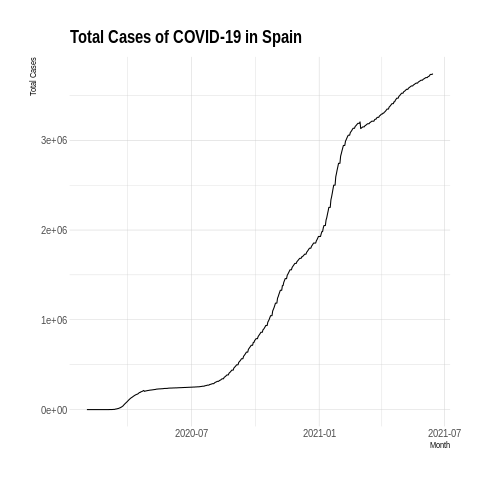 Total Cases of COVID-19 in Spain
Total Cases
3e+06
2e+06
1e+06
0e+00
2020-07 2021-01 2021-07
Month